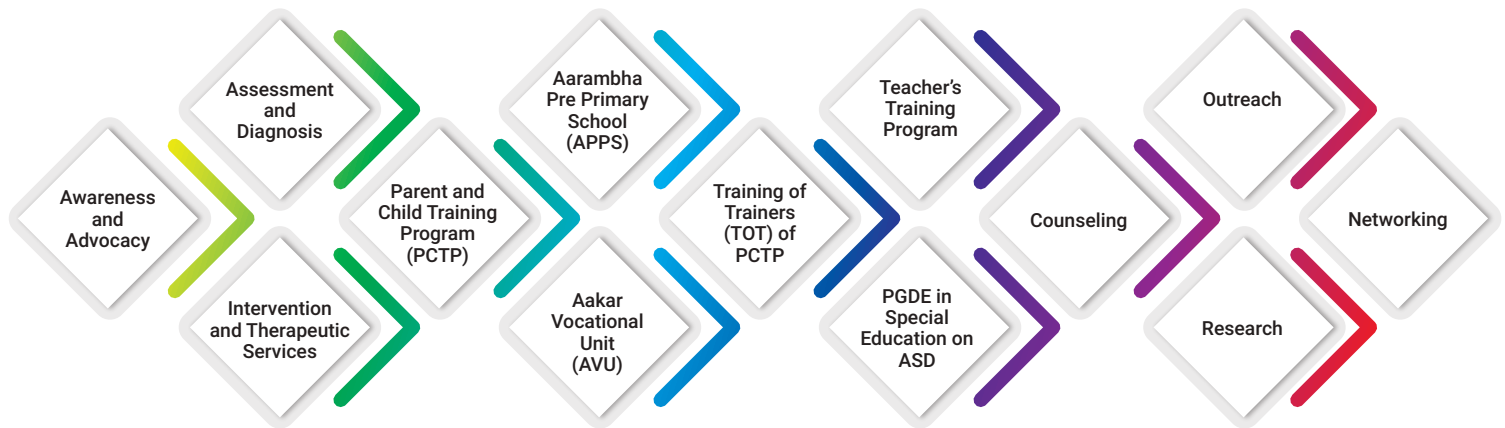 Awareness
and
Advocacy
Assessment
and
Diagnosis
Intervention
and Therapeutic
Services
Parent and
Child Training
Program
(PCTP)
Aarambha
Pre Primary
School
(APPS)
Aakar
Vocational
Unit
(AVU)
Training of
Trainers
(TOT) of
PCTP
Teacher’s
Training
Program
PGDE in
Special
Education on
ASD
Counseling
Outreach
Research
Networking